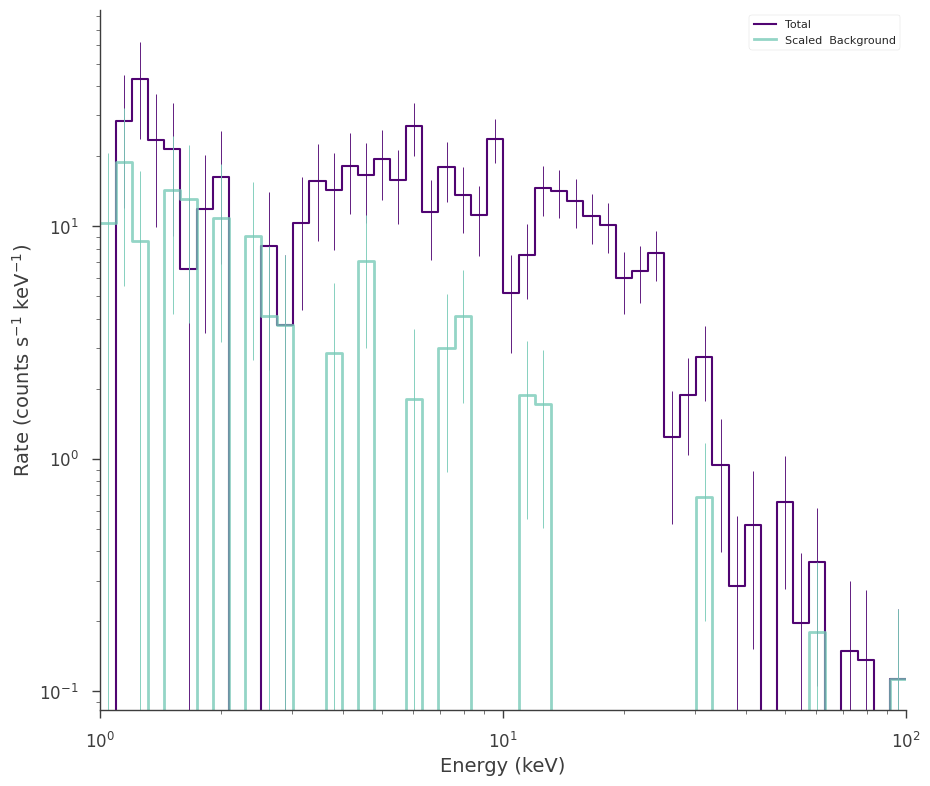 Total
Scaled  Background
Rate (counts s⁻¹ keV⁻¹)
10¹
10⁰
10⁻¹
10⁰
10¹
10²
Energy (keV)